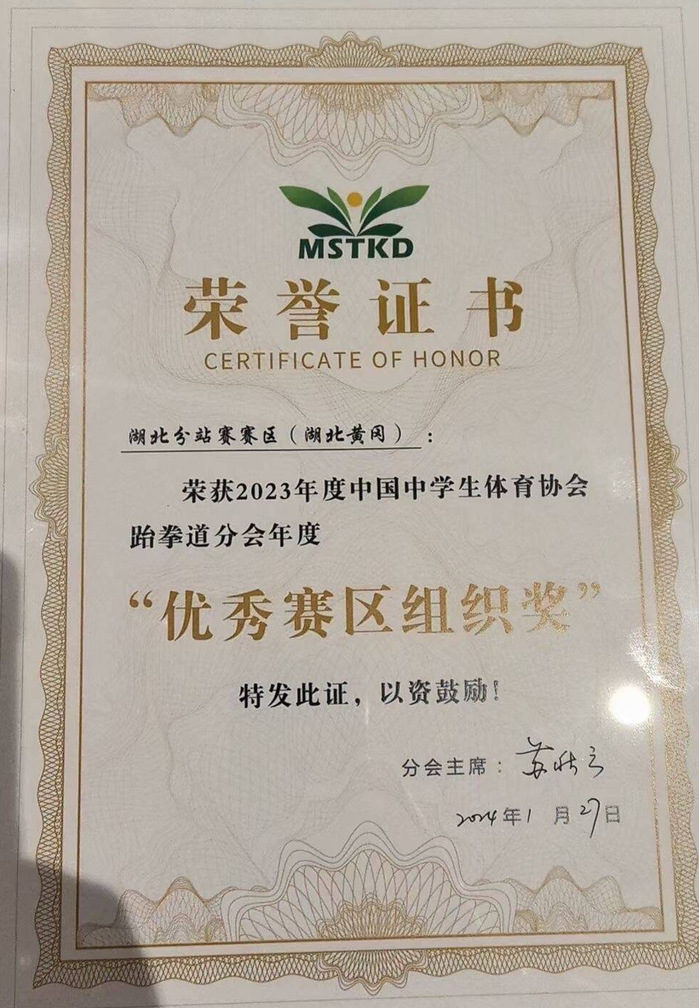 MSTKD
荣誉证书
CERTIFICATE OF HONOR
湖北分站赛赛区（湖北黄冈）：
荣获2023年度中国中学生体育协会
跆拳道分会年度
“优秀赛区组织奖”
特发此证，以资鼓励！
分会主席：
2024年1月27日